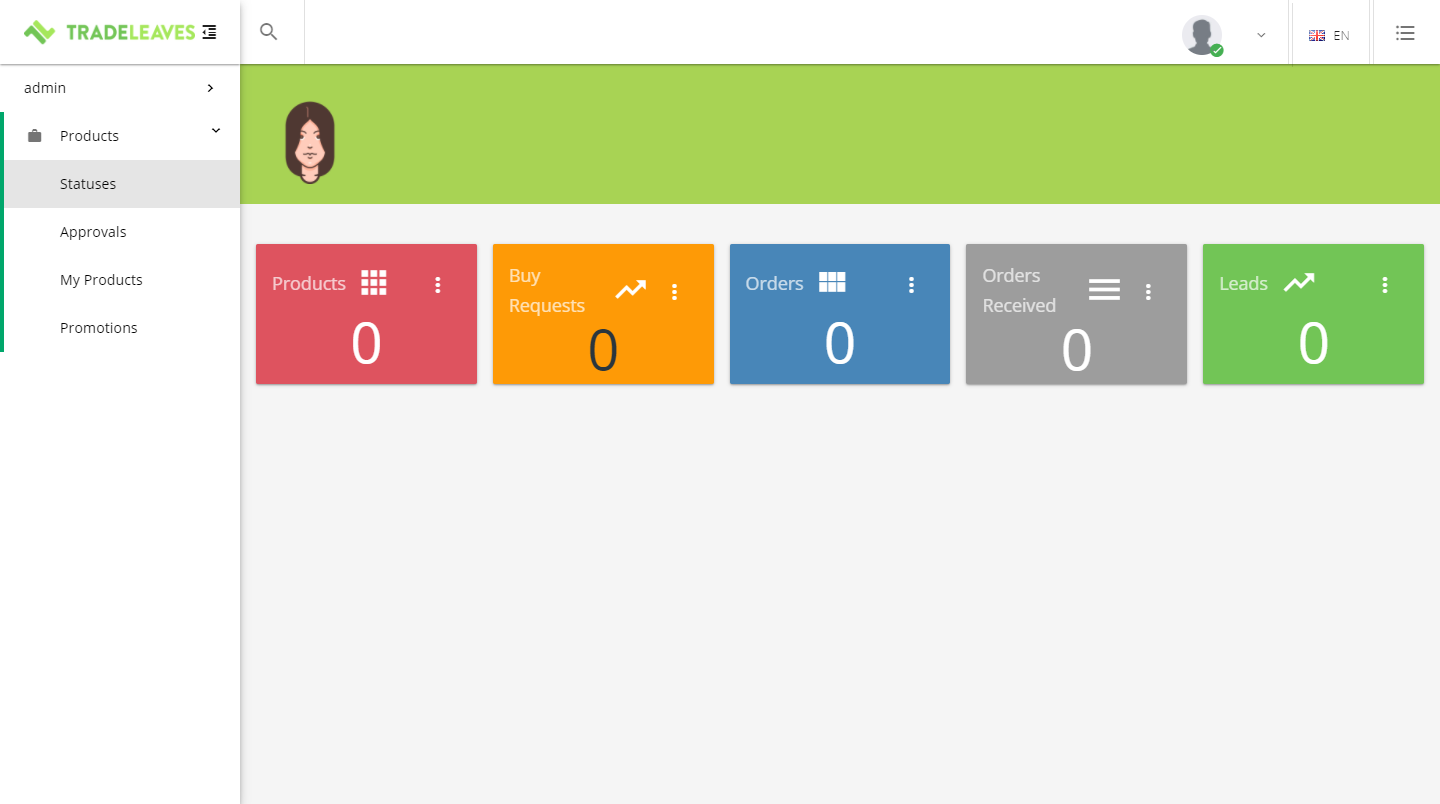 TRADELEAVES
EN
admin
Products
Statuses
Approvals
My Products
Promotions
Products
0
Buy
Requests
0
Orders
0
Orders
Received
0
Leads
0